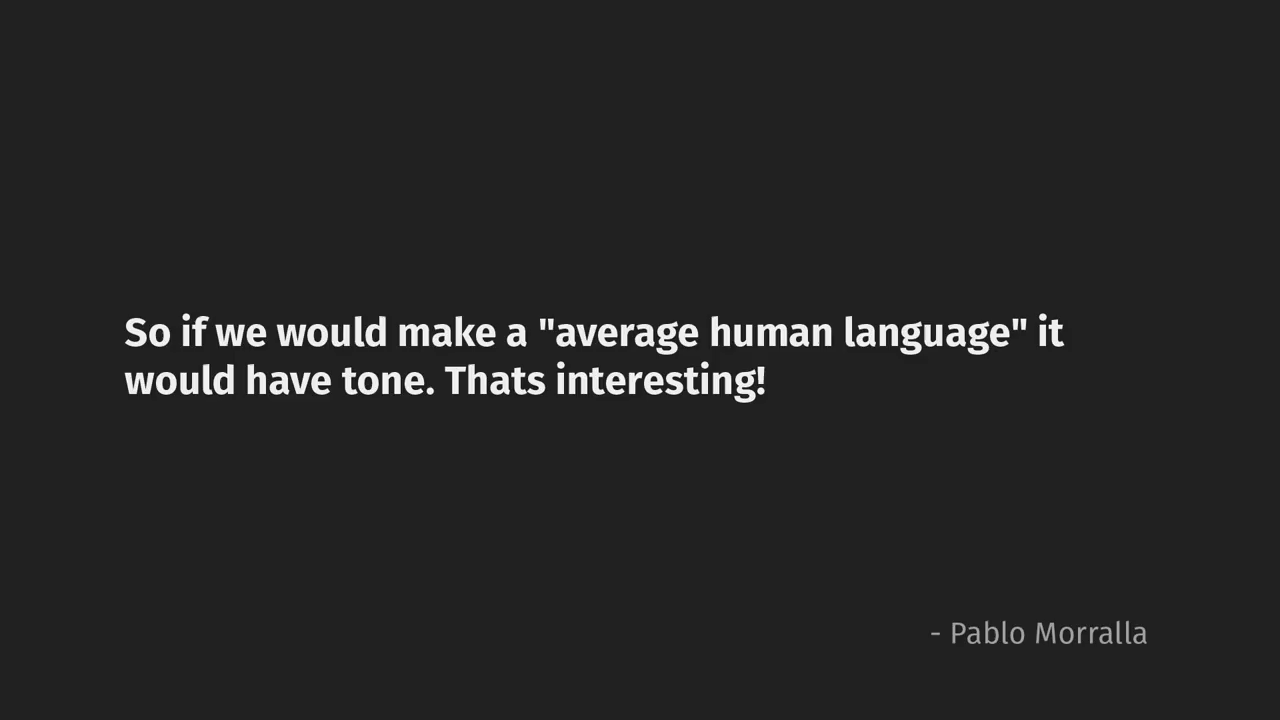 So if we would make a "average human language" it
would have tone. Thats interesting!
- Pablo Morralla